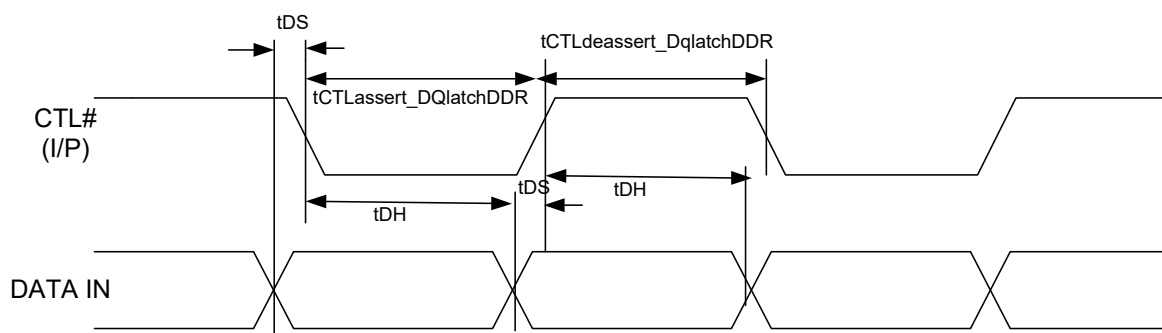 tDS
tCTLdeassert_DqlatchDDR
tCTLassert_DQlatchDDR
CTL#
(I/P)
tDS
tDH
tDH
DATA IN